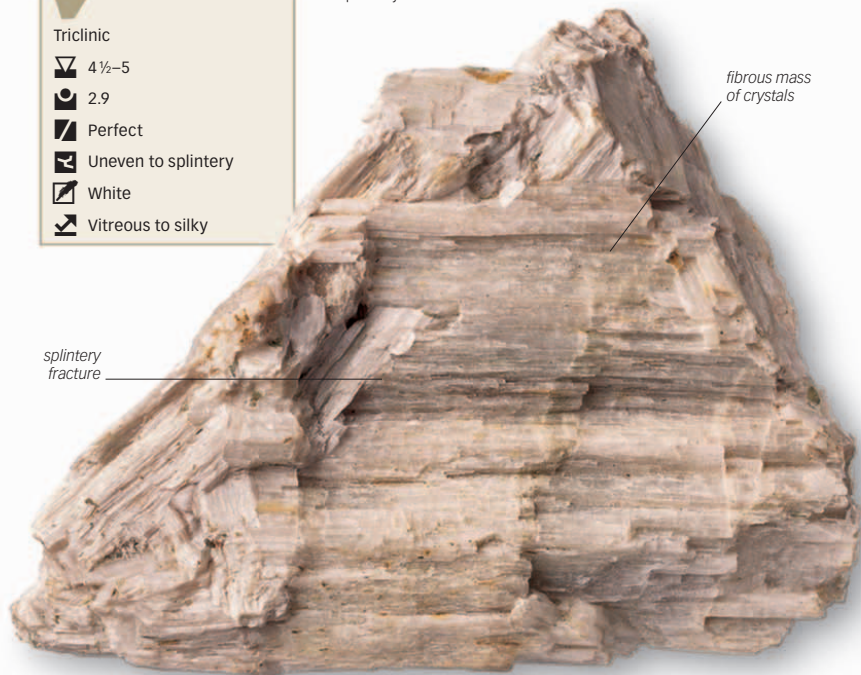 Triclinic
4½–5
2.9
Perfect
Uneven to splintery
White
Vitreous to silky
fibrous mass
of crystals
splintery
fracture